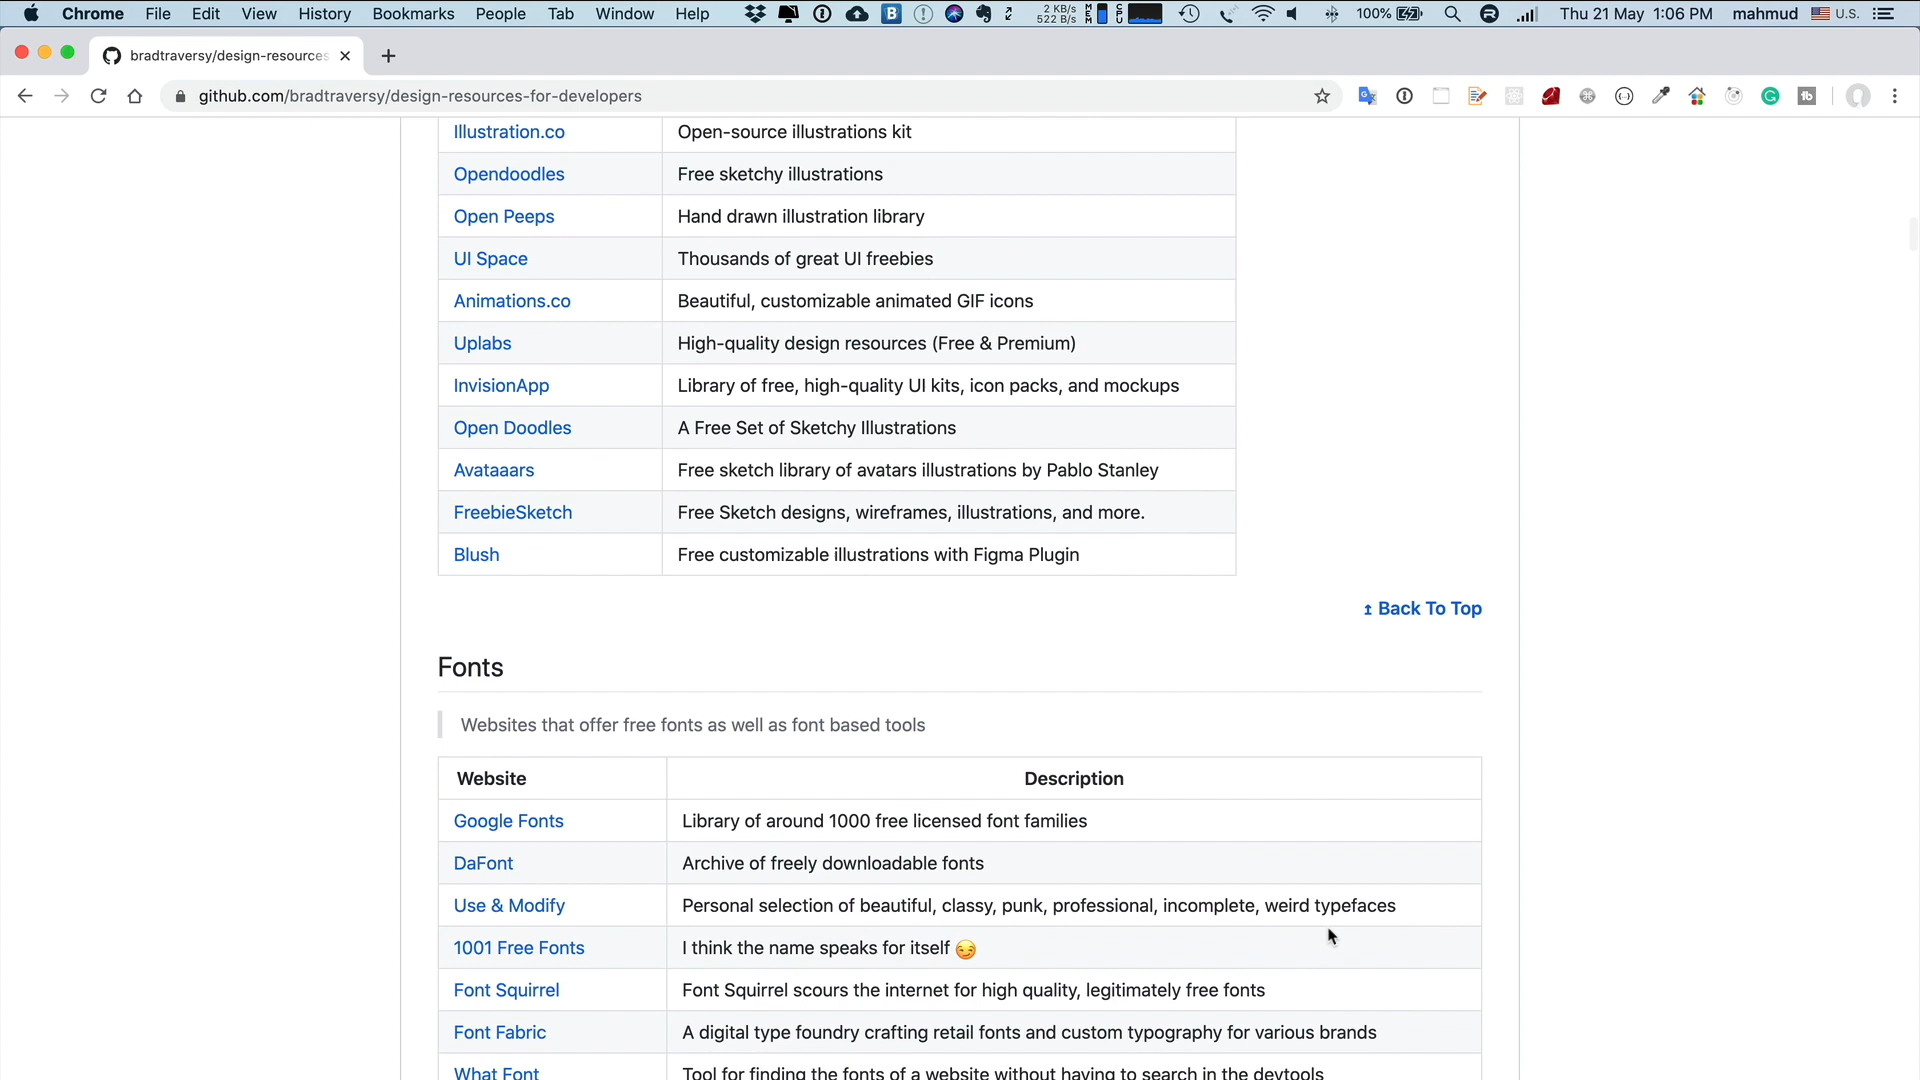 Chrome File Edit View History Bookmarks People Tab Window Help 2 KB/s 522 B/s MEM CPU 100% Thu 21 May 1:06 PM mahmud U.S.
bradtraversy/design-resources
github.com/bradtraversy/design-resources-for-developers
Illustration.co Open-source illustrations kit
Opendoodles Free sketchy illustrations
Open Peeps Hand drawn illustration library
UI Space Thousands of great UI freebies
Animations.co Beautiful, customizable animated GIF icons
Uplabs High-quality design resources (Free & Premium)
InvisionApp Library of free, high-quality UI kits, icon packs, and mockups
Open Doodles A Free Set of Sketchy Illustrations
Avataaars Free sketch library of avatars illustrations by Pablo Stanley
FreebieSketch Free Sketch designs, wireframes, illustrations, and more.
Blush Free customizable illustrations with Figma Plugin
↥ Back To Top
Fonts
Websites that offer free fonts as well as font based tools
Website Description
Google Fonts Library of around 1000 free licensed font families
DaFont Archive of freely downloadable fonts
Use & Modify Personal selection of beautiful, classy, punk, professional, incomplete, weird typefaces
1001 Free Fonts I think the name speaks for itself 😏
Font Squirrel Font Squirrel scours the internet for high quality, legitimately free fonts
Font Fabric A digital type foundry crafting retail fonts and custom typography for various brands
What Font Tool for finding the fonts of a website without having to search in the devtools